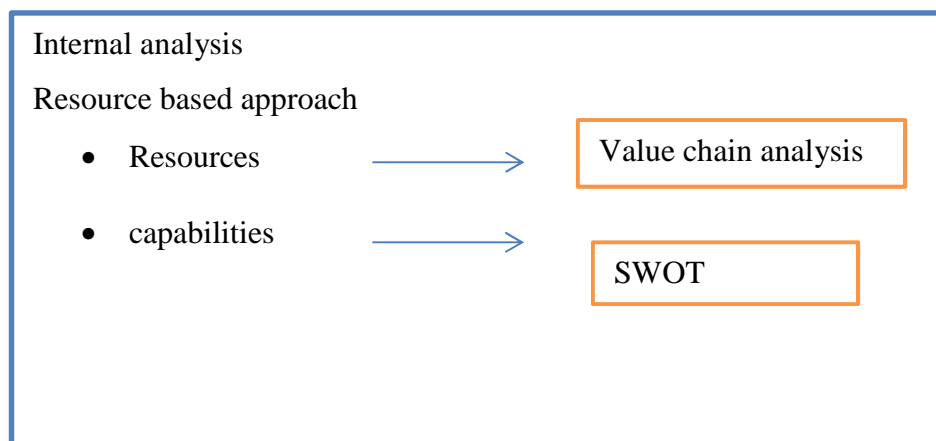 Internal analysis
Resource based approach
• Resources
Value chain analysis
• capabilities
SWOT